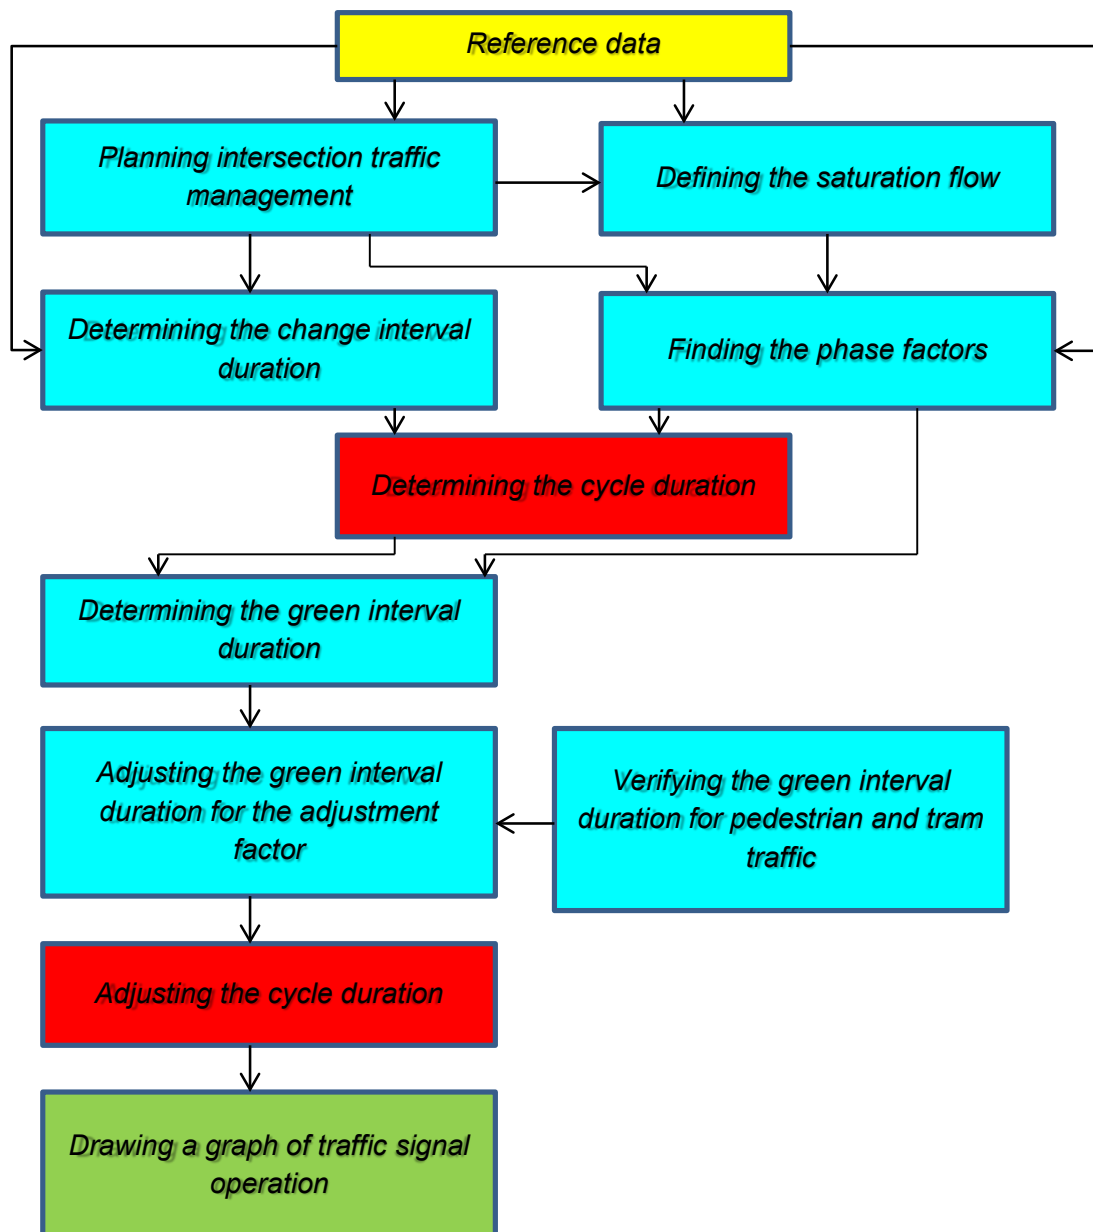 Reference data
Planning intersection traffic
management
Defining the saturation flow
Determining the change interval
duration
Finding the phase factors
Determining the cycle duration
Determining the green interval
duration
Adjusting the green interval
duration for the adjustment
factor
Verifying the green interval
duration for pedestrian and tram
traffic
Adjusting the cycle duration
Drawing a graph of traffic signal
operation